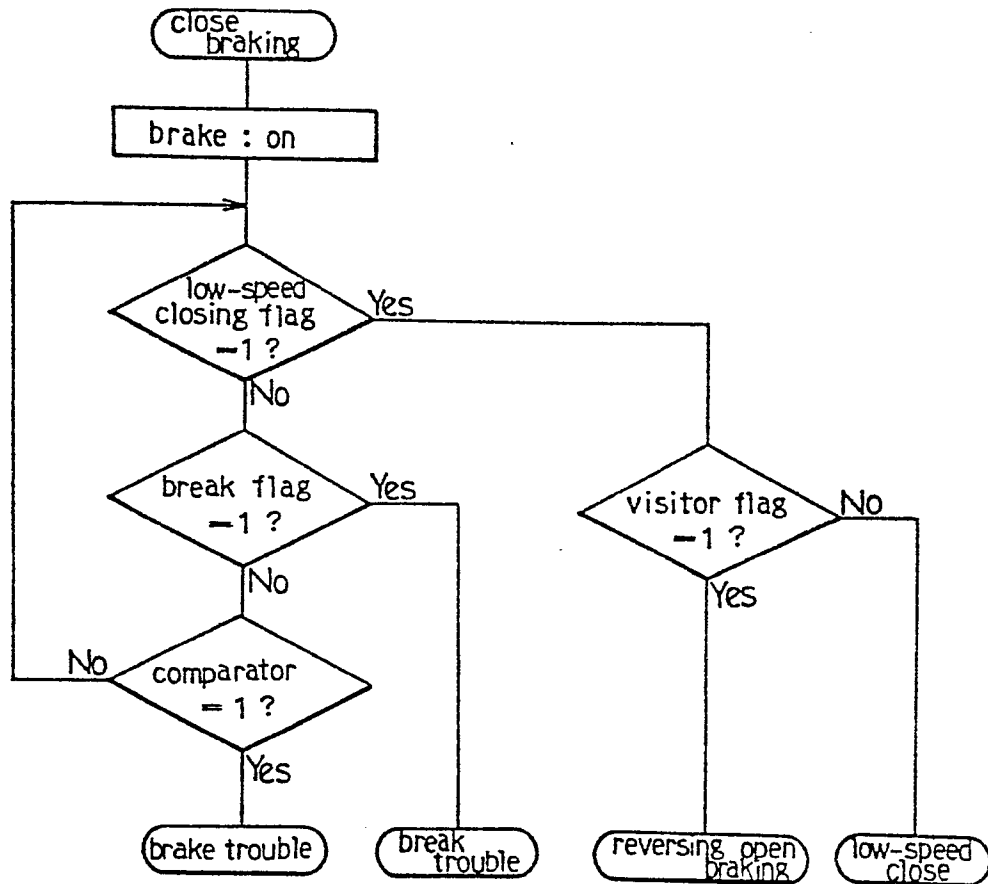 close
braking
brake : on
low-speed
closing flag
-1 ?
Yes
No
break flag
-1 ?
Yes
No
visitor flag
-1 ?
No
Yes
comparator
= 1 ?
No
Yes
brake trouble
break
trouble
reversing open
braking
low-speed
close